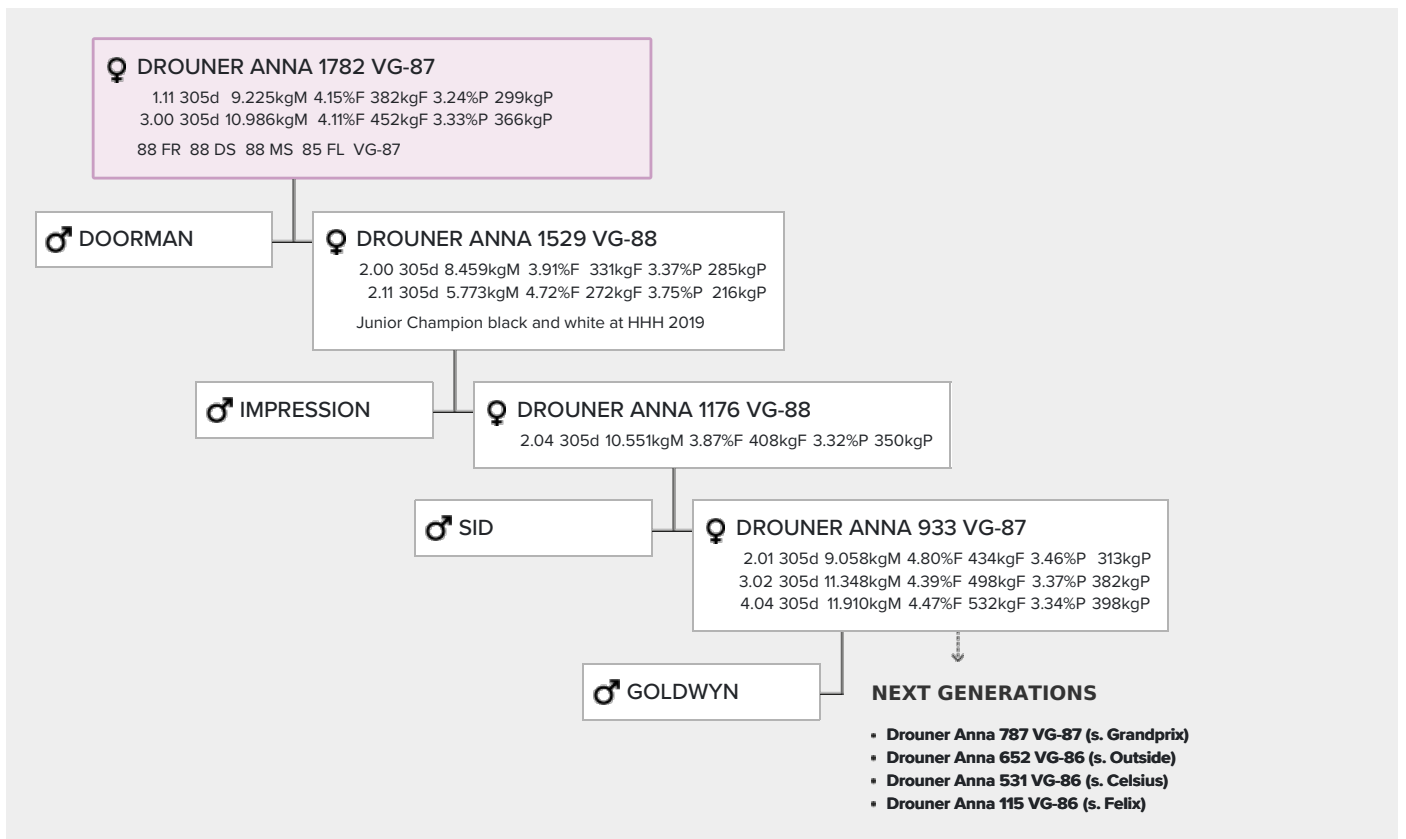 DROUNER ANNA 1782 VG-87
1.11 305d 9.225kgM 4.15%F 382kgF 3.24%P 299kgP
3.00 305d 10.986kgM 4.11%F 452kgF 3.33%P 366kgP
88 FR 88 DS 88 MS 85 FL VG-87
DOORMAN
DROUNER ANNA 1529 VG-88
2.00 305d 8.459kgM 3.91%F 331kgF 3.37%P 285kgP
2.11 305d 5.773kgM 4.72%F 272kgF 3.75%P 216kgP
Junior Champion black and white at HHH 2019
IMPRESSION
DROUNER ANNA 1176 VG-88
2.04 305d 10.551kgM 3.87%F 408kgF 3.32%P 350kgP
SID
DROUNER ANNA 933 VG-87
2.01 305d 9.058kgM 4.80%F 434kgF 3.46%P 313kgP
3.02 305d 11.348kgM 4.39%F 498kgF 3.37%P 382kgP
4.04 305d 11.910kgM 4.47%F 532kgF 3.34%P 398kgP
GOLDWYN
NEXT GENERATIONS
• Drouner Anna 787 VG-87 (s. Grandprix)
• Drouner Anna 652 VG-86 (s. Outside)
• Drouner Anna 531 VG-86 (s. Celsius)
• Drouner Anna 115 VG-86 (s. Felix)